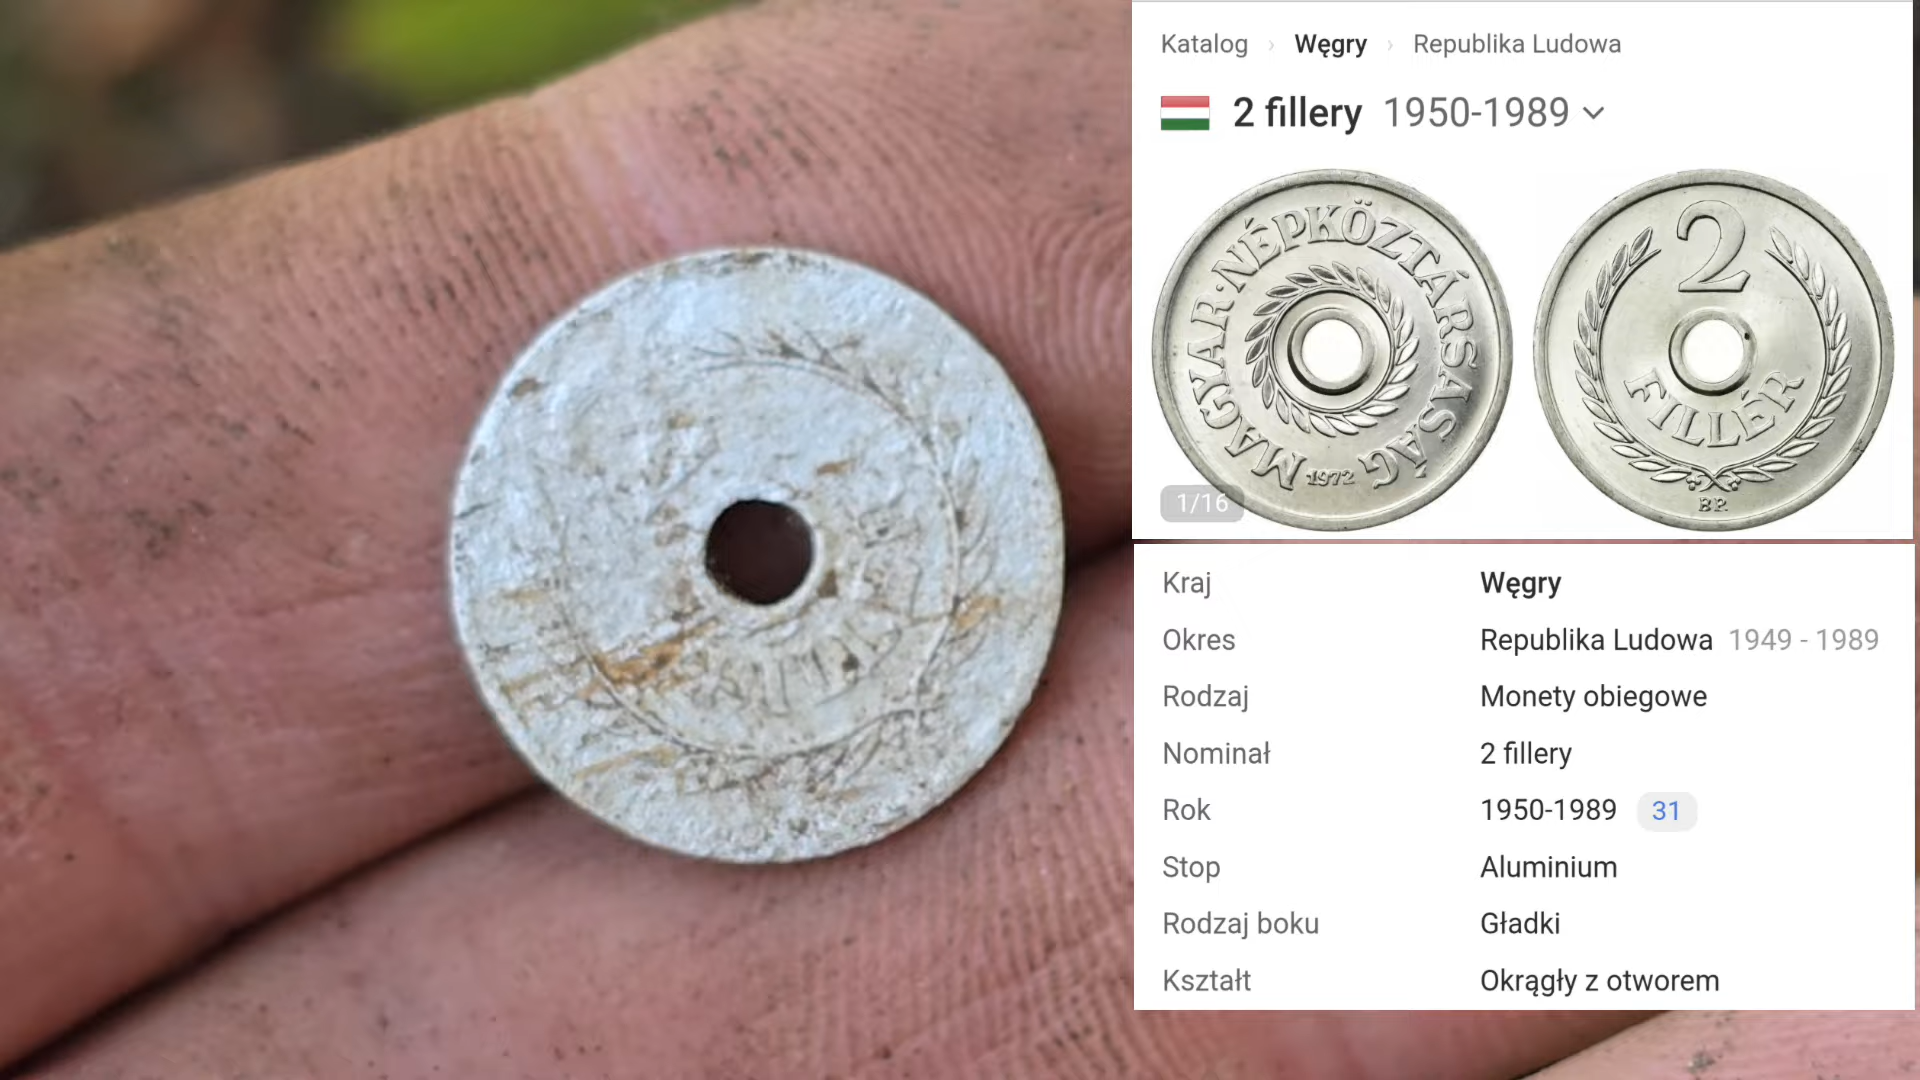 Katalog › Węgry › Republika Ludowa
2 fillery 1950-1989
MAGYAR·NÉPKÖZTÁRSASÁG
1972
2
FILLÉR
BP.
1/16
Kraj Węgry
Okres Republika Ludowa 1949 - 1989
Rodzaj Monety obiegowe
Nominał 2 fillery
Rok 1950-1989 31
Stop Aluminium
Rodzaj boku Gładki
Kształt Okrągły z otworem